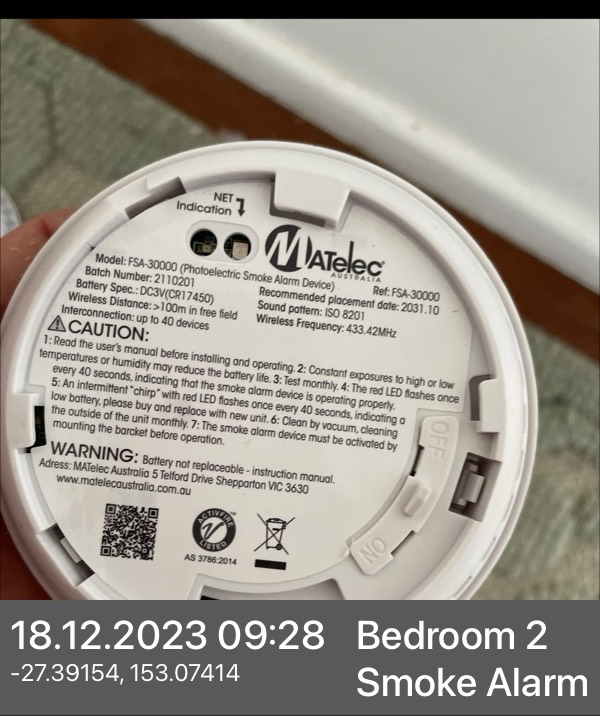 NET
Indication
MATelec
AUSTRALIA
Model: FSA-30000 (Photoelectric Smoke Alarm Device)
Ref: FSA-30000
Batch Number: 2110201
Recommended placement date: 2031.10
Battery Spec.: DC3V(CR17450)
Sound pattern: ISO 8201
Wireless Distance: >100m in free field
Wireless Frequency: 433.42MHz
Interconnection: up to 40 devices
CAUTION:
1: Read the user's manual before installing and operating. 2: Constant exposures to high or low
temperatures or humidity may reduce the battery life. 3: Test monthly. 4: The red LED flashes once
every 40 seconds, indicating that the smoke alarm device is operating properly.
5: An intermittent "chirp" with red LED flashes once every 40 seconds, indicating a
low battery, please buy and replace with new unit. 6: Clean by vacuum, cleaning
the outside of the unit monthly. 7: The smoke alarm device must be activated by
mounting the barcket before operation.
WARNING: Battery not replaceable - instruction manual.
Adress: MATelec Australia 5 Telford Drive Shepparton VIC 3630
www.matelecaustralia.com.au
OFF
NO
ACTIVFIRE
LISTED
AS 3786:2014
18.12.2023 09:28
-27.39154, 153.07414
Bedroom 2
Smoke Alarm